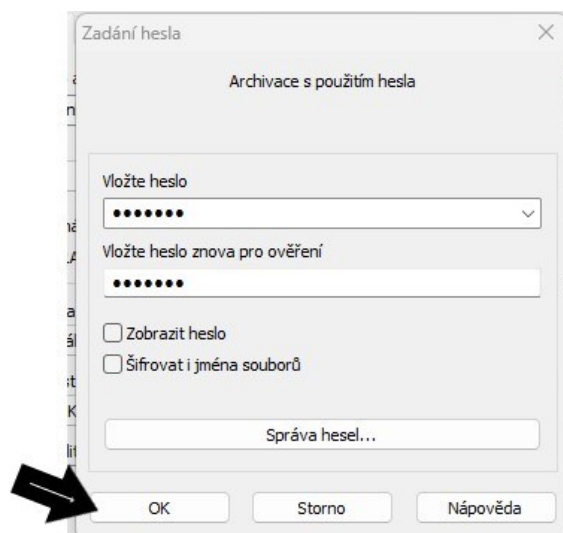 Zadání hesla
Archivace s použitím hesla
Vložte heslo
•••••••
Vložte heslo znova pro ověření
•••••••
Zobrazit heslo
Šifrovat i jména souborů
Správa hesel...
OK
Storno
Nápověda